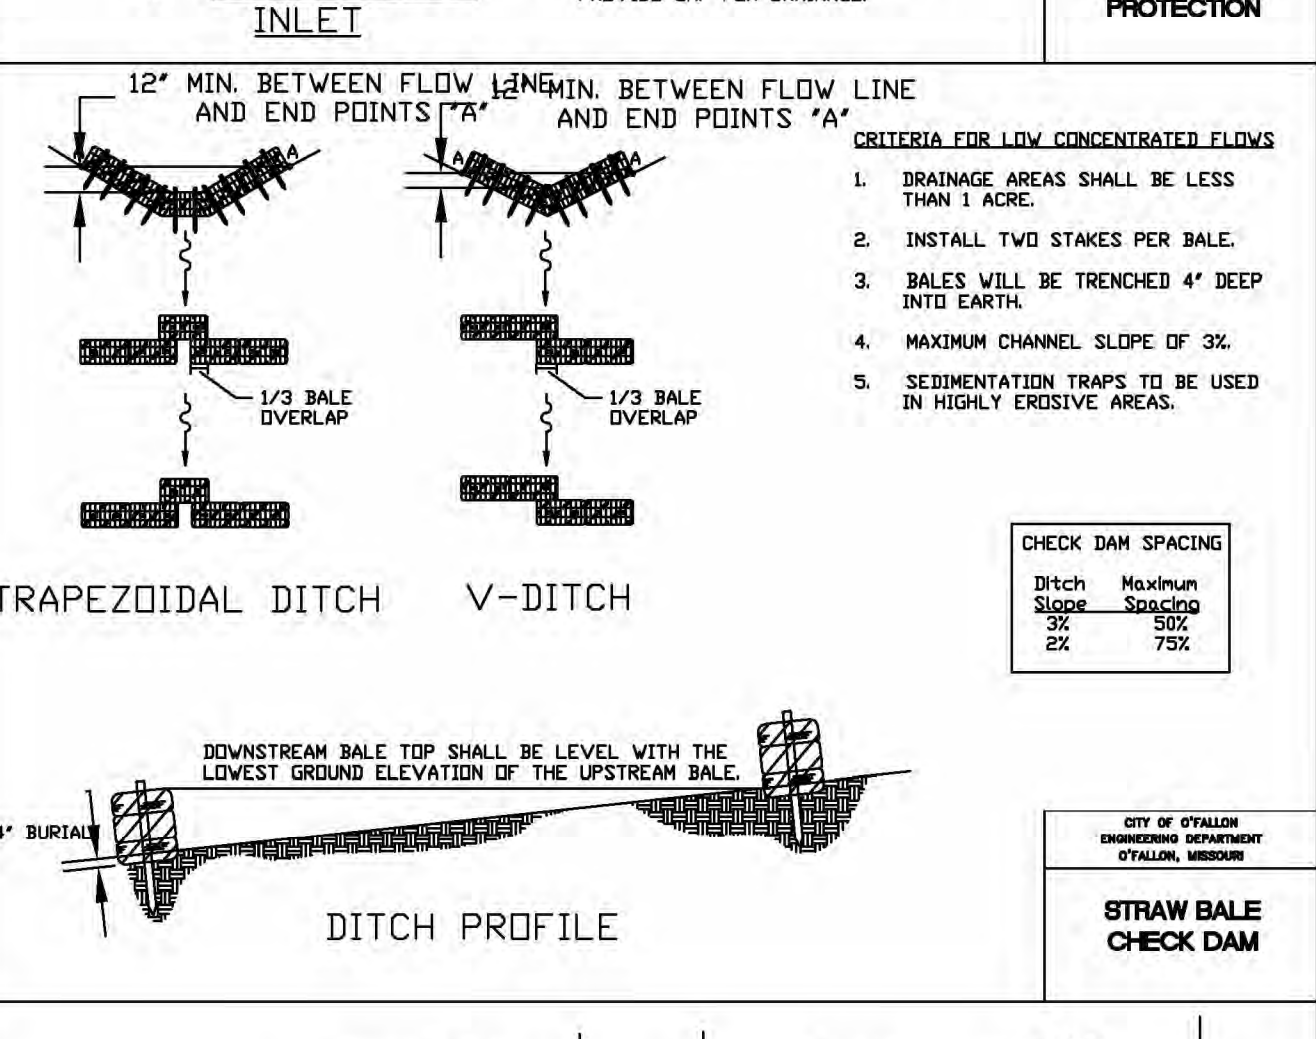 INLET
PROTECTION
12" MIN. BETWEEN FLOW LINE
AND END POINTS "A"
12" MIN. BETWEEN FLOW LINE
AND END POINTS "A"
A
A
A
A
CRITERIA FOR LOW CONCENTRATED FLOWS
1. DRAINAGE AREAS SHALL BE LESS
THAN 1 ACRE.
2. INSTALL TWO STAKES PER BALE.
3. BALES WILL BE TRENCHED 4" DEEP
INTO EARTH.
4. MAXIMUM CHANNEL SLOPE OF 3%.
5. SEDIMENTATION TRAPS TO BE USED
IN HIGHLY EROSIVE AREAS.
1/3 BALE
OVERLAP
1/3 BALE
OVERLAP
TRAPEZOIDAL DITCH
V-DITCH
CHECK DAM SPACING
Ditch Maximum
Slope Spacing
3% 50%
2% 75%
DOWNSTREAM BALE TOP SHALL BE LEVEL WITH THE
LOWEST GROUND ELEVATION OF THE UPSTREAM BALE.
4" BURIAL
DITCH PROFILE
CITY OF O'FALLON
ENGINEERING DEPARTMENT
O'FALLON, MISSOURI
STRAW BALE
CHECK DAM